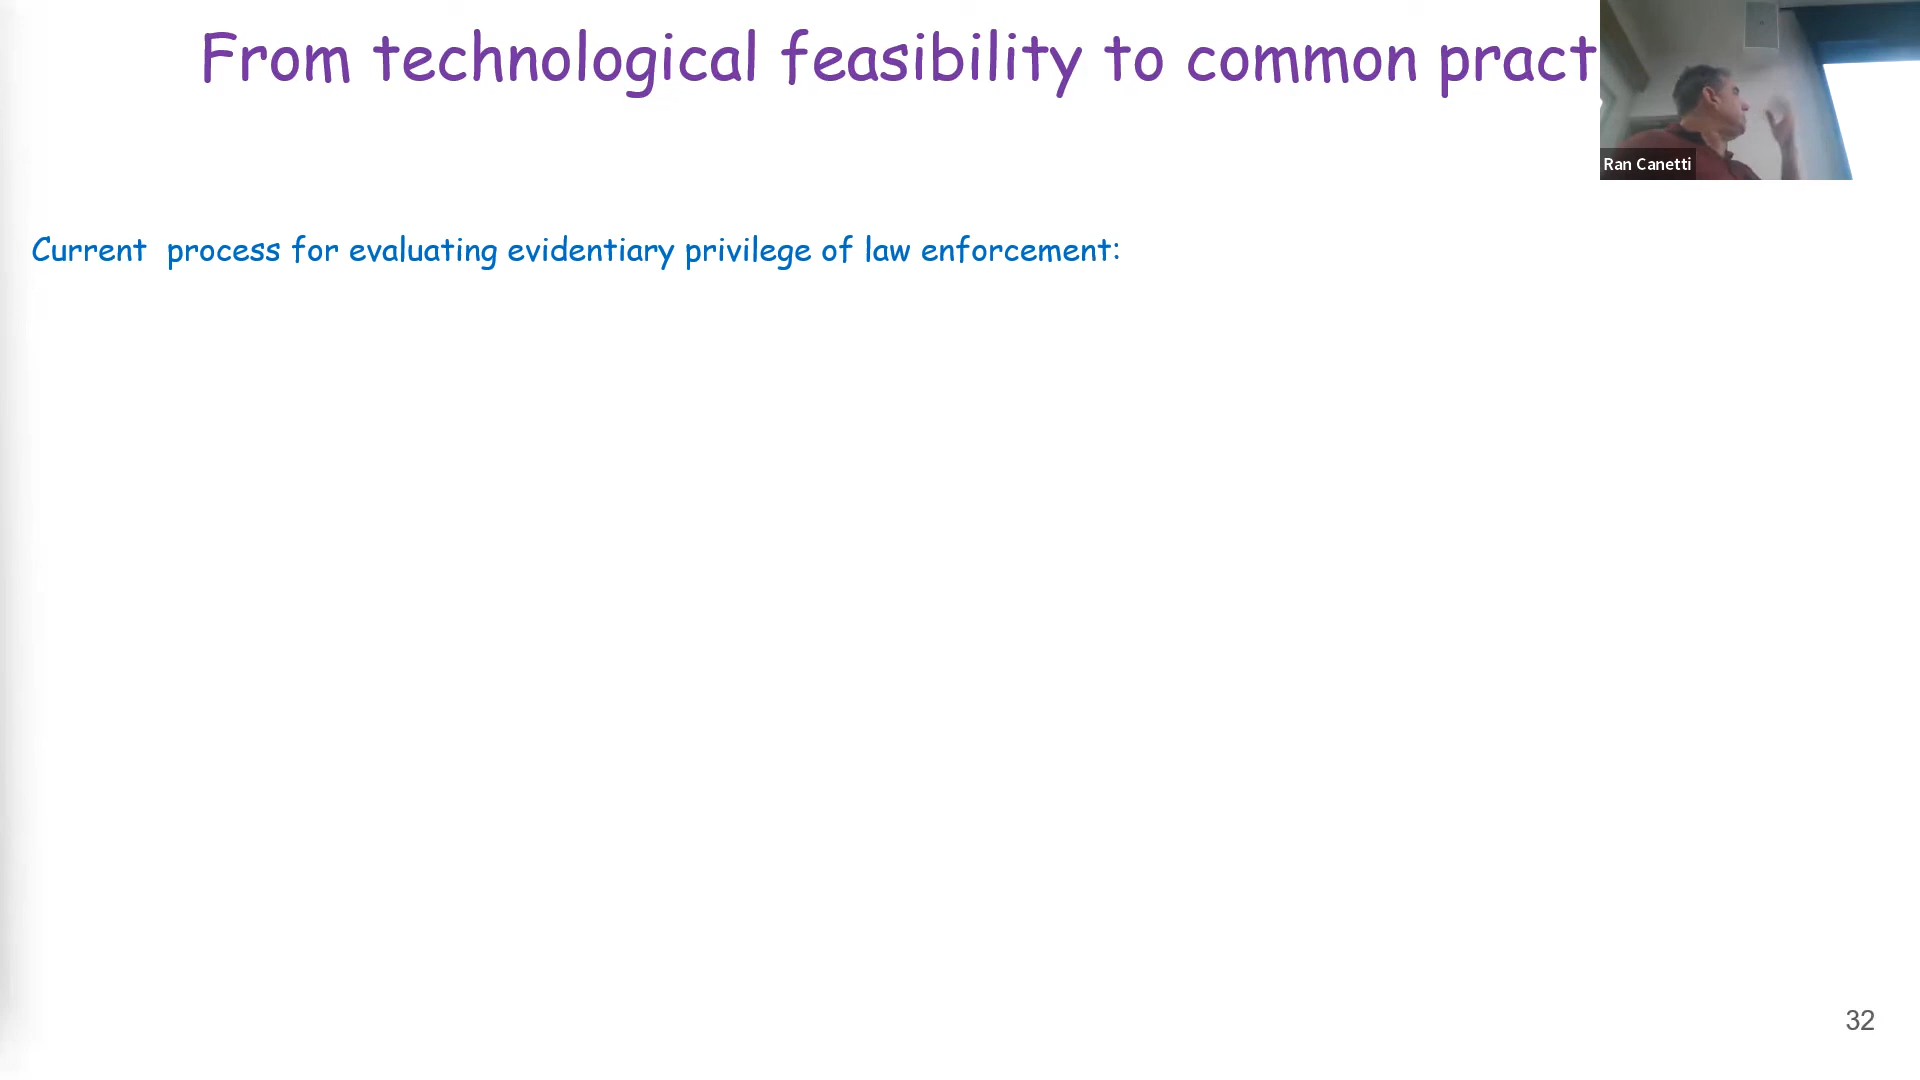 From technological feasibility to common pract
Ran Canetti
Current process for evaluating evidentiary privilege of law enforcement:
32